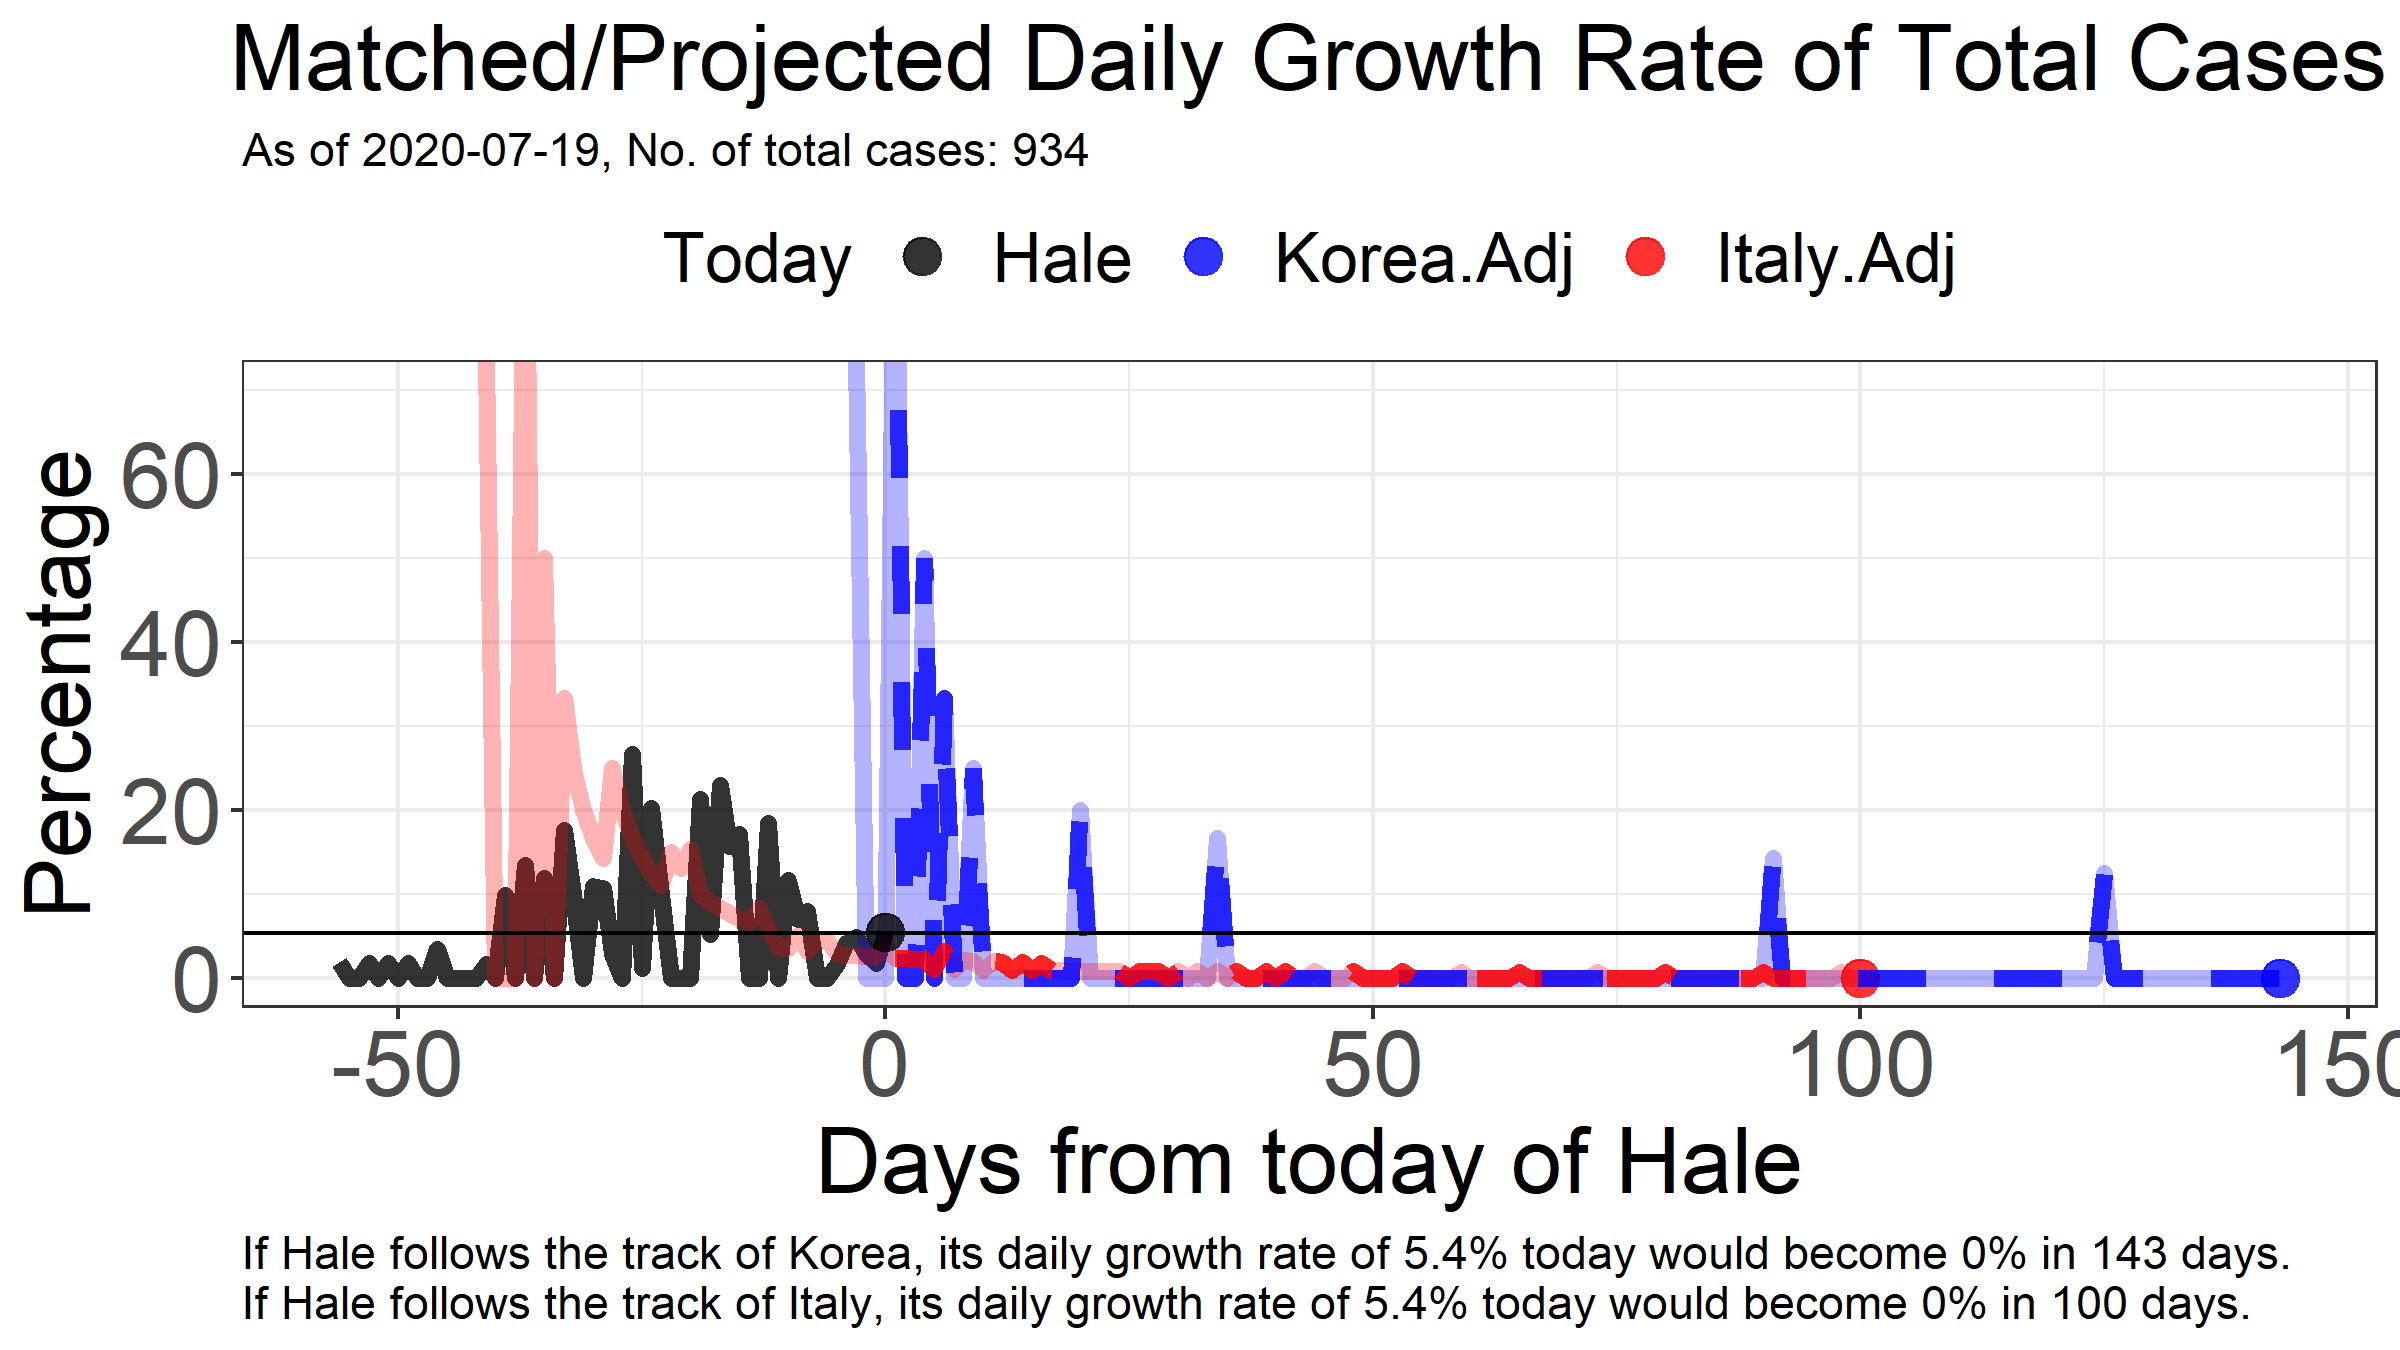 Matched/Projected Daily Growth Rate of Total Cases
As of 2020-07-19, No. of total cases: 934
Today Hale Korea.Adj Italy.Adj
Percentage
60
40
20
0
-50 0 50 100 150
Days from today of Hale
If Hale follows the track of Korea, its daily growth rate of 5.4% today would become 0% in 143 days.
If Hale follows the track of Italy, its daily growth rate of 5.4% today would become 0% in 100 days.